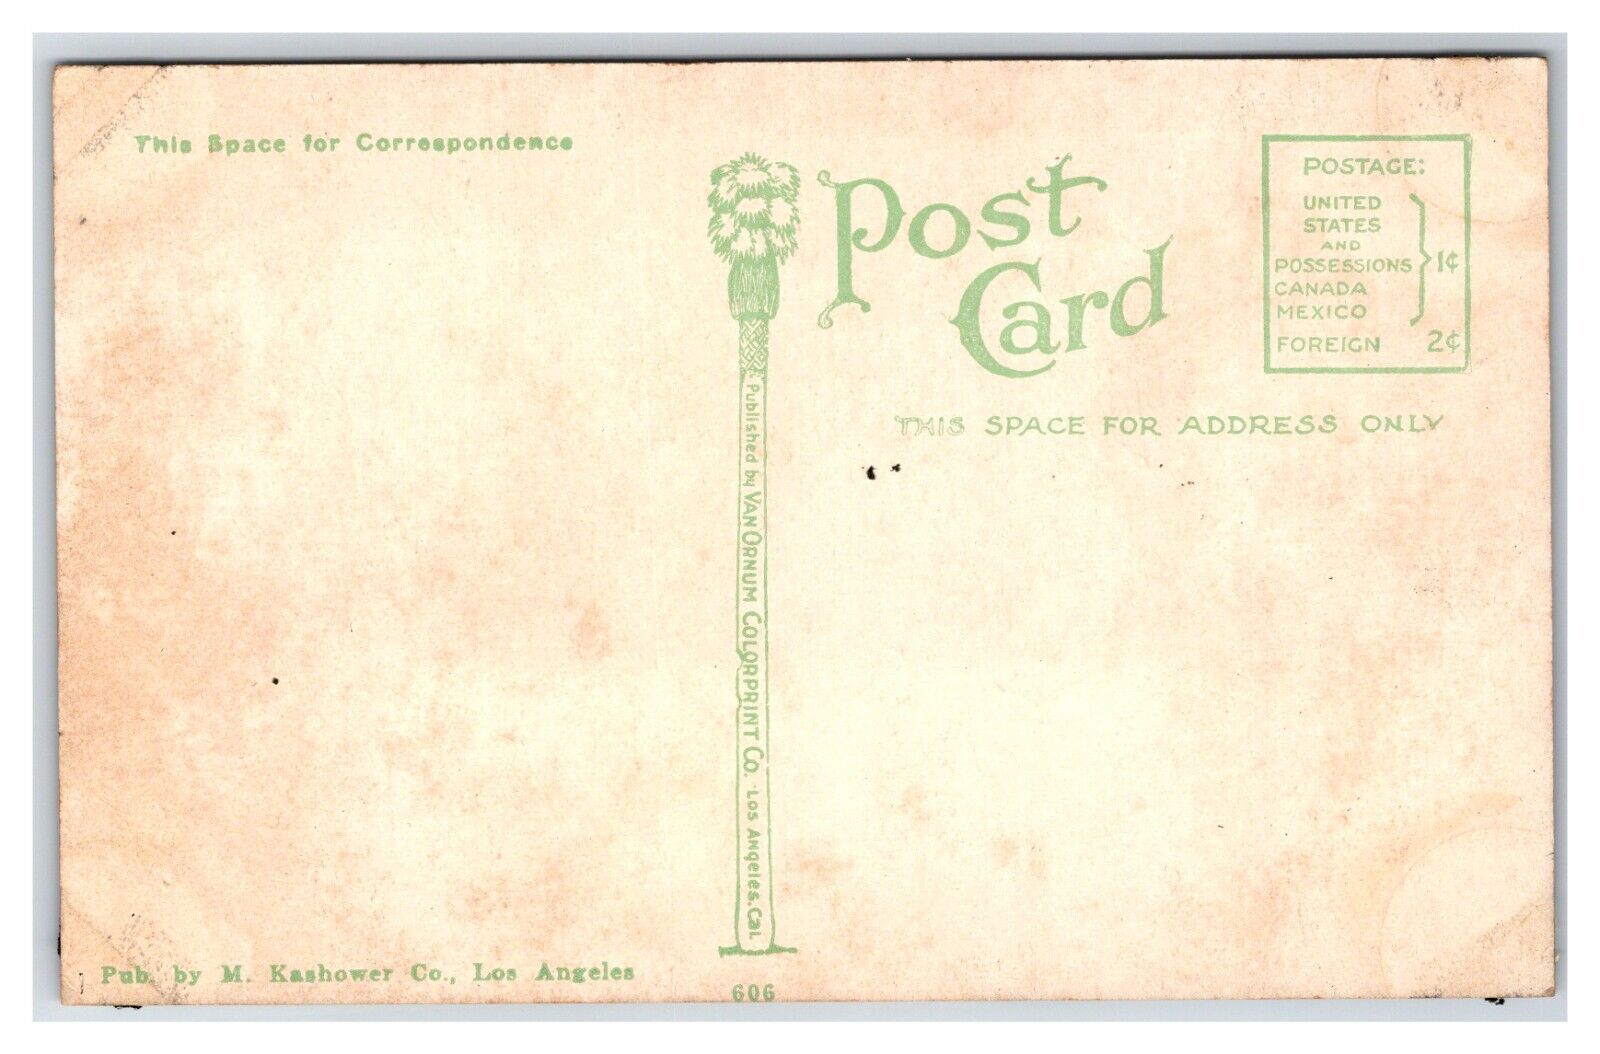 This Space for Correspondence
Post
Card
POSTAGE:
UNITED
STATES
AND
POSSESSIONS 1¢
CANADA
MEXICO
FOREIGN 2¢
THIS SPACE FOR ADDRESS ONLY
Published by VAN ORNUM COLORPRINT CO. Los Angeles, Cal.
Pub. by M. Kashower Co., Los Angeles
606